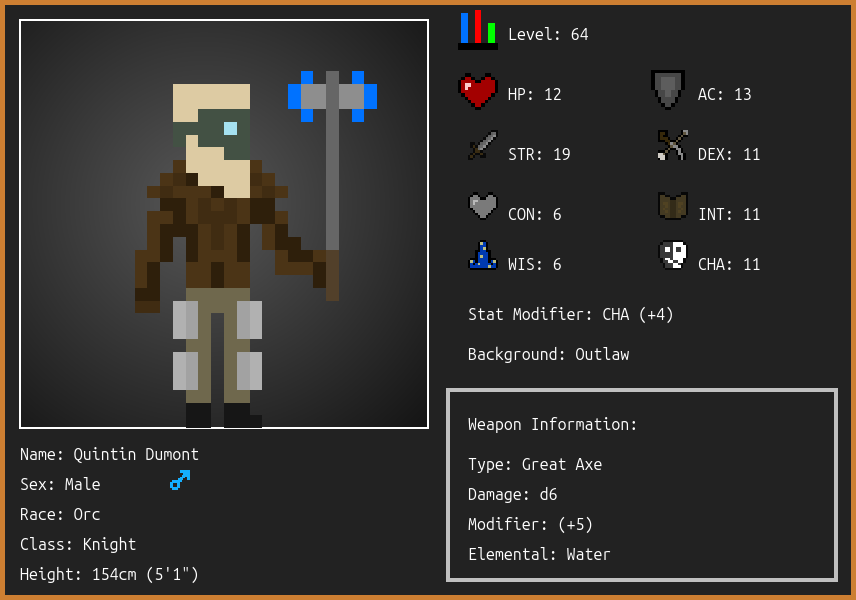 Level: 64
HP: 12
AC: 13
STR: 19
DEX: 11
CON: 6
INT: 11
WIS: 6
CHA: 11
Stat Modifier: CHA (+4)
Background: Outlaw
Weapon Information:
Type: Great Axe
Damage: d6
Modifier: (+5)
Elemental: Water
Name: Quintin Dumont
Sex: Male
Race: Orc
Class: Knight
Height: 154cm (5'1")